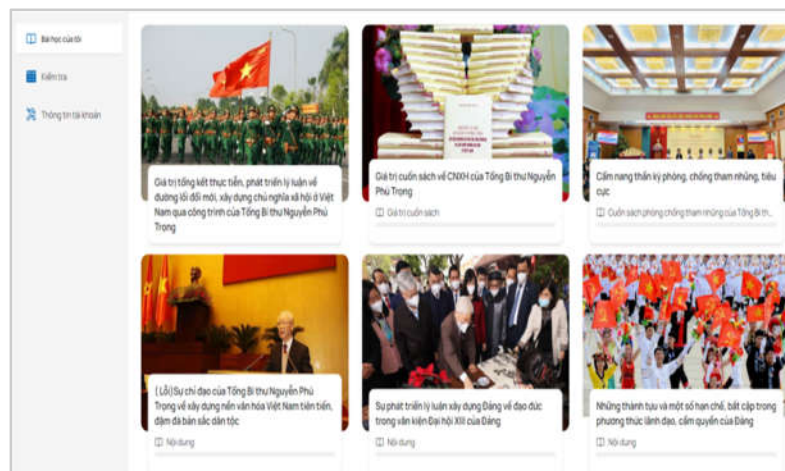 Bài học của tôi
Kiểm tra
Thông tin tài khoản
Giá trị tổng kết thực tiễn, phát triển lý luận về
đường lối đổi mới, xây dựng chủ nghĩa xã hội ở Việt
Nam qua công trình của Tổng Bí thư Nguyễn Phú
Trọng
Giá trị cuốn sách về CNXH của Tổng Bí thư Nguyễn
Phú Trọng
Giá trị cuốn sách
Cẩm nang thần kỳ phòng, chống tham nhũng, tiêu
cực
Cuốn sách phòng chống tham nhũng của Tổng Bí th...
( Lỗi)Sự chỉ đạo của Tổng Bí thư Nguyễn Phú
Trọng về xây dựng nền văn hóa Việt Nam tiên tiến,
đậm đà bản sắc dân tộc
Nội dung
Sự phát triển lý luận xây dựng Đảng về đạo đức
trong văn kiện Đại hội XIII của Đảng
Nội dung
Những thành tựu và một số hạn chế, bất cập trong
phương thức lãnh đạo, cầm quyền của Đảng
Nội dung